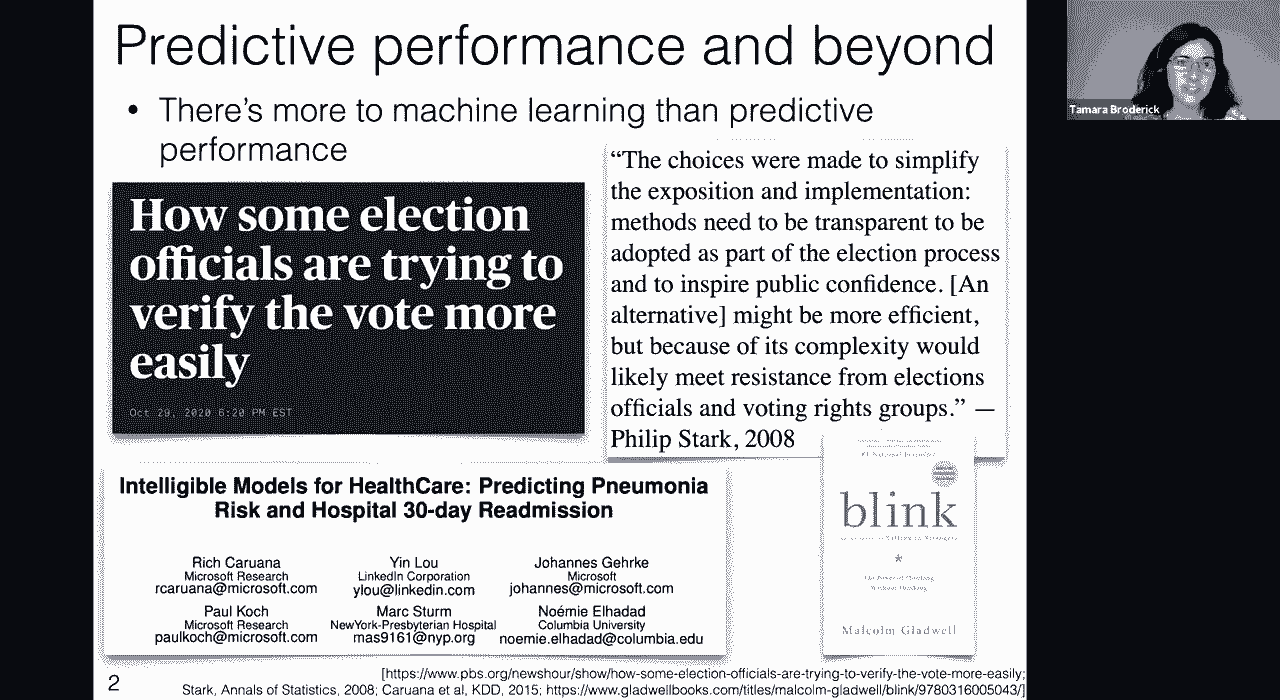 Predictive performance and beyond
• There's more to machine learning than predictive
performance
How some election
officials are trying to
verify the vote more
easily
Oct 29, 2020 6:20 PM EST
“The choices were made to simplify
the exposition and implementation:
methods need to be transparent to be
adopted as part of the election process
and to inspire public confidence. [An
alternative] might be more efficient,
but because of its complexity would
likely meet resistance from elections
officials and voting rights groups.” —
Philip Stark, 2008
Intelligible Models for HealthCare: Predicting Pneumonia
Risk and Hospital 30-day Readmission
Rich Caruana
Microsoft Research
rcaruana@microsoft.com
Yin Lou
LinkedIn Corporation
ylou@linkedin.com
Johannes Gehrke
Microsoft
johannes@microsoft.com
Paul Koch
Microsoft Research
paulkoch@microsoft.com
Marc Sturm
NewYork-Presbyterian Hospital
mas9161@nyp.org
Noémie Elhadad
Columbia University
noemie.elhadad@columbia.edu
blink
*
The Power of Thinking
Without Thinking
Malcolm Gladwell
[https://www.pbs.org/newshour/show/how-some-election-officials-are-trying-to-verify-the-vote-more-easily;
Stark, Annals of Statistics, 2008; Caruana et al, KDD, 2015; https://www.gladwellbooks.com/titles/malcolm-gladwell/blink/9780316005043/]
2
Tamara Broderick